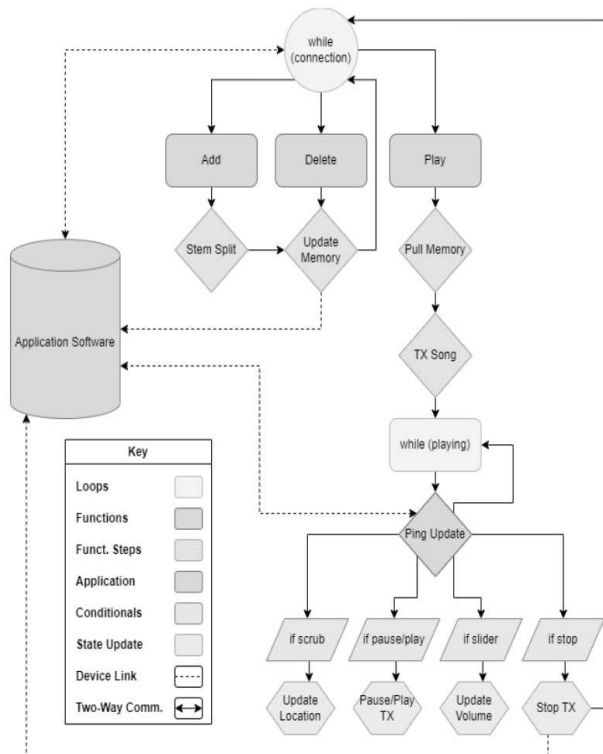 while
(connection)
Add
Delete
Play
Stem Split
Update
Memory
Pull Memory
Application Software
TX Song
while (playing)
Ping Update
Key
Loops
Functions
Funct. Steps
Application
Conditionals
State Update
Device Link
Two-Way Comm.
if scrub
if pause/play
if slider
if stop
Update
Location
Pause/Play
TX
Update
Volume
Stop TX